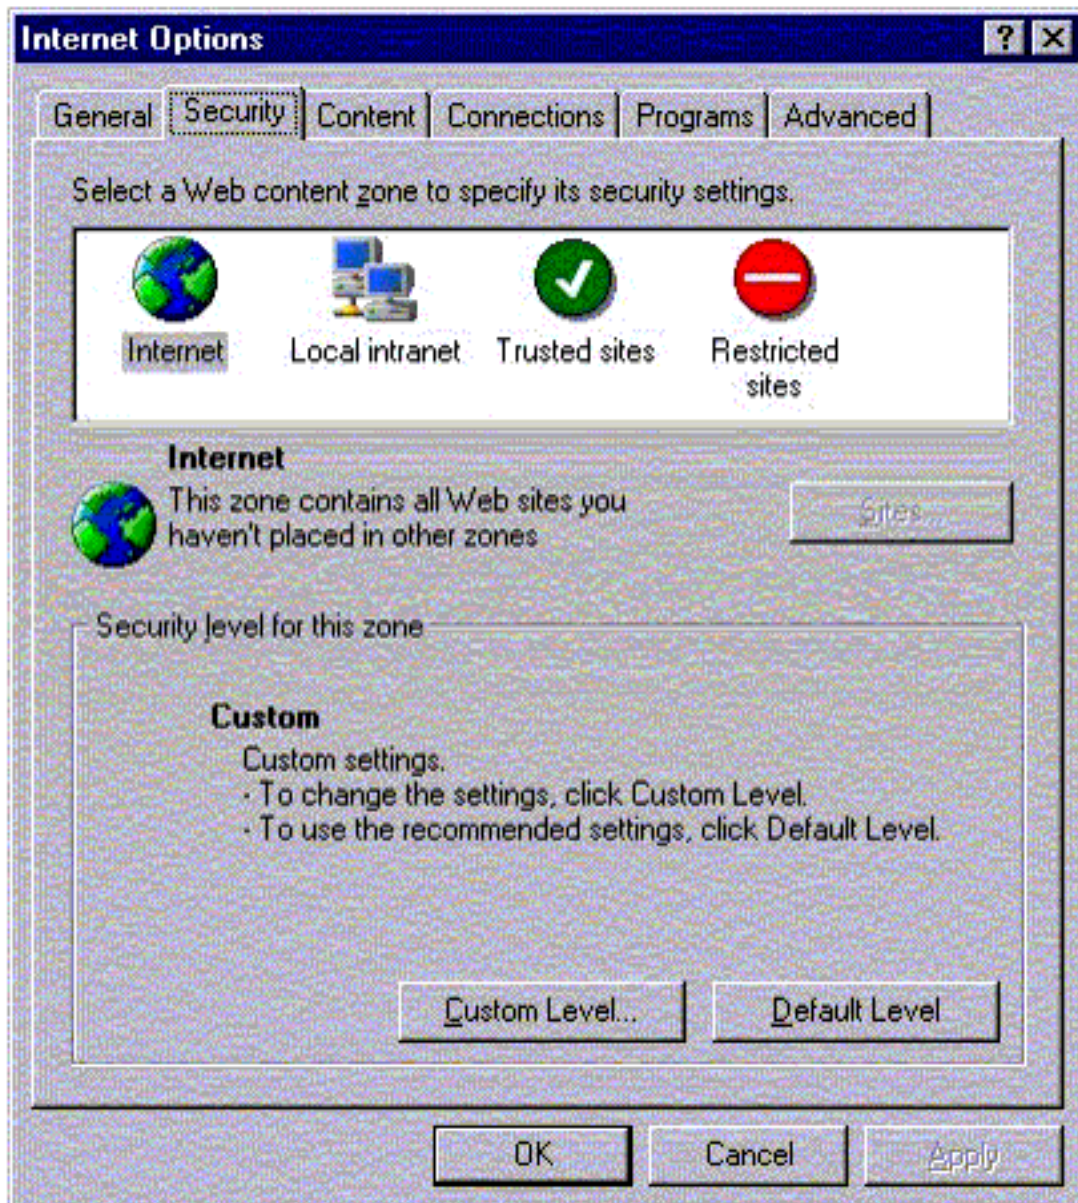 Internet Options
General Security Content Connections Programs Advanced
Select a Web content zone to specify its security settings.
Internet Local intranet Trusted sites Restricted
sites
Internet
This zone contains all Web sites you
haven't placed in other zones
Sites...
Security level for this zone
Custom
Custom settings.
- To change the settings, click Custom Level.
- To use the recommended settings, click Default Level.
Custom Level... Default Level
OK Cancel Apply